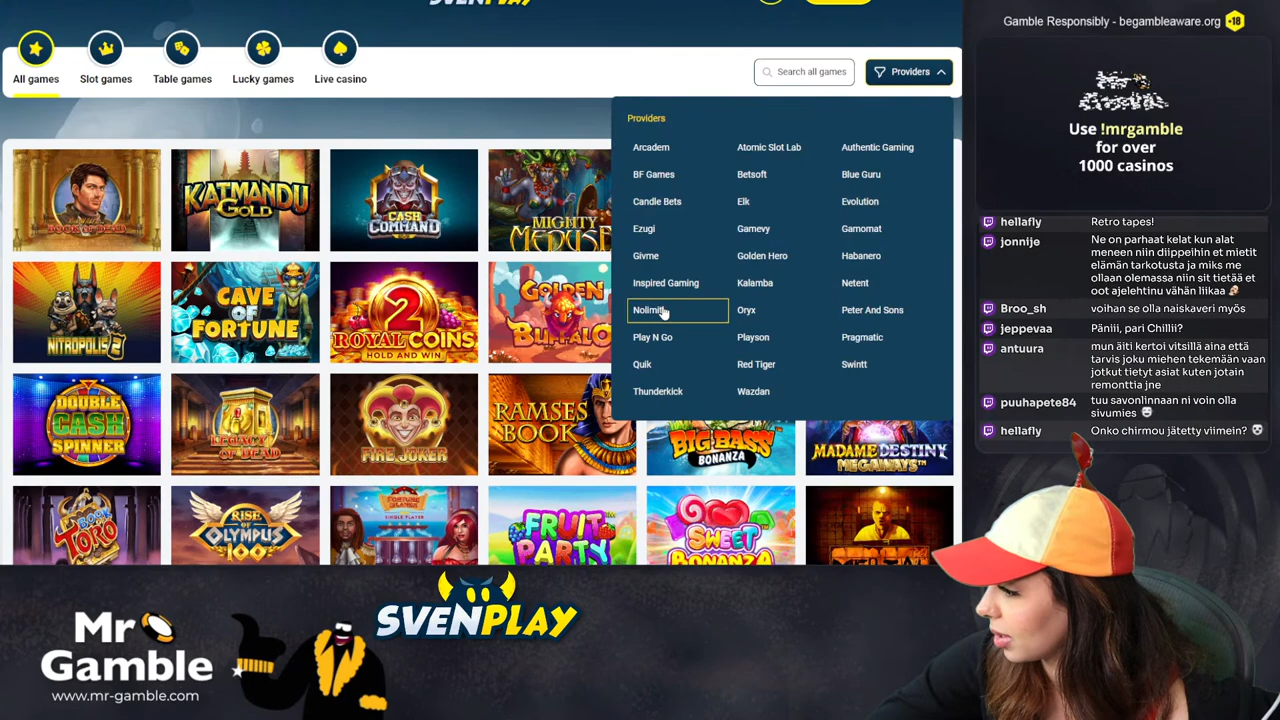 SVENPLAY
Gamble Responsibly - begambleaware.org +18
All games
Slot games
Table games
Lucky games
Live casino
Search all games
Providers
Providers
Arcadem
Atomic Slot Lab
Authentic Gaming
BF Games
Betsoft
Blue Guru
Candle Bets
Elk
Evolution
Ezugi
Gamevy
Gamomat
Givme
Golden Hero
Habanero
Inspired Gaming
Kalamba
Netent
Nolimit
Oryx
Peter And Sons
Play N Go
Playson
Pragmatic
Quik
Red Tiger
Swintt
Thunderkick
Wazdan
BOOK OF DEAD
KATMANDU
GOLD
CASH
COMMAND
MIGHTY
MEDUSA
NITROPOLIS 2
CAVE OF
FORTUNE
2
ROYAL COINS
HOLD AND WIN
GOLDEN
BUFFALO
DOUBLE
CASH
SPINNER
LEGACY
OF DEAD
FIRE JOKER
RAMSES
BOOK
BIG BASS
BONANZA
MADAME DESTINY
MEGAWAYS™
BOOK
TORO
RISE OF
OLYMPUS
100
SINGLE PLAYER
FRUIT
PARTY
SWEET
BONANZA
Use !mrgamble
for over
1000 casinos
hellafly Retro tapes!
jonnije Ne on parhaat kelat kun alat
meneen niin diippeihin et mietit
elämän tarkotusta ja miks me
ollaan olemassa niin sit tietää et
oot ajelehtinu vähän liikaa
Broo_sh voihan se olla naiskaveri myös
jeppevaa Päniii, pari Chillii?
antuura mun äiti kertoi vitsillä aina että
tarvis joku miehen tekemään vaan
jotkut tietyt asiat kuten jotain
remonttia jne
puuhapete84 tuu savonlinnaan ni voin olla
sivumies
hellafly Onko chirmou jätetty viimein?
Mr
Gamble
www.mr-gamble.com
SVENPLAY